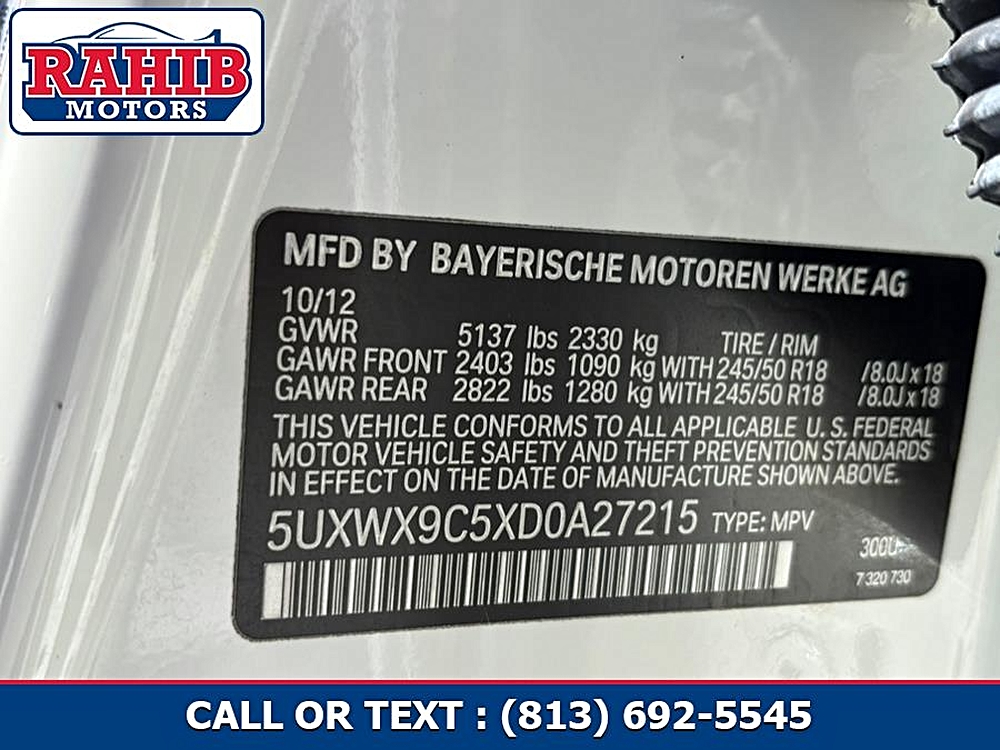 RAHIB
MOTORS
MFD BY BAYERISCHE MOTOREN WERKE AG
10/12
GVWR 5137 lbs 2330 kg TIRE / RIM
GAWR FRONT 2403 lbs 1090 kg WITH 245/50 R18 /8.0J x 18
GAWR REAR 2822 lbs 1280 kg WITH 245/50 R18 /8.0J x 18
THIS VEHICLE CONFORMS TO ALL APPLICABLE U.S. FEDERAL
MOTOR VEHICLE SAFETY AND THEFT PREVENTION STANDARDS
IN EFFECT ON THE DATE OF MANUFACTURE SHOWN ABOVE.
5UXWX9C5XD0A27215 TYPE: MPV
7 320 730
CALL OR TEXT : (813) 692-5545